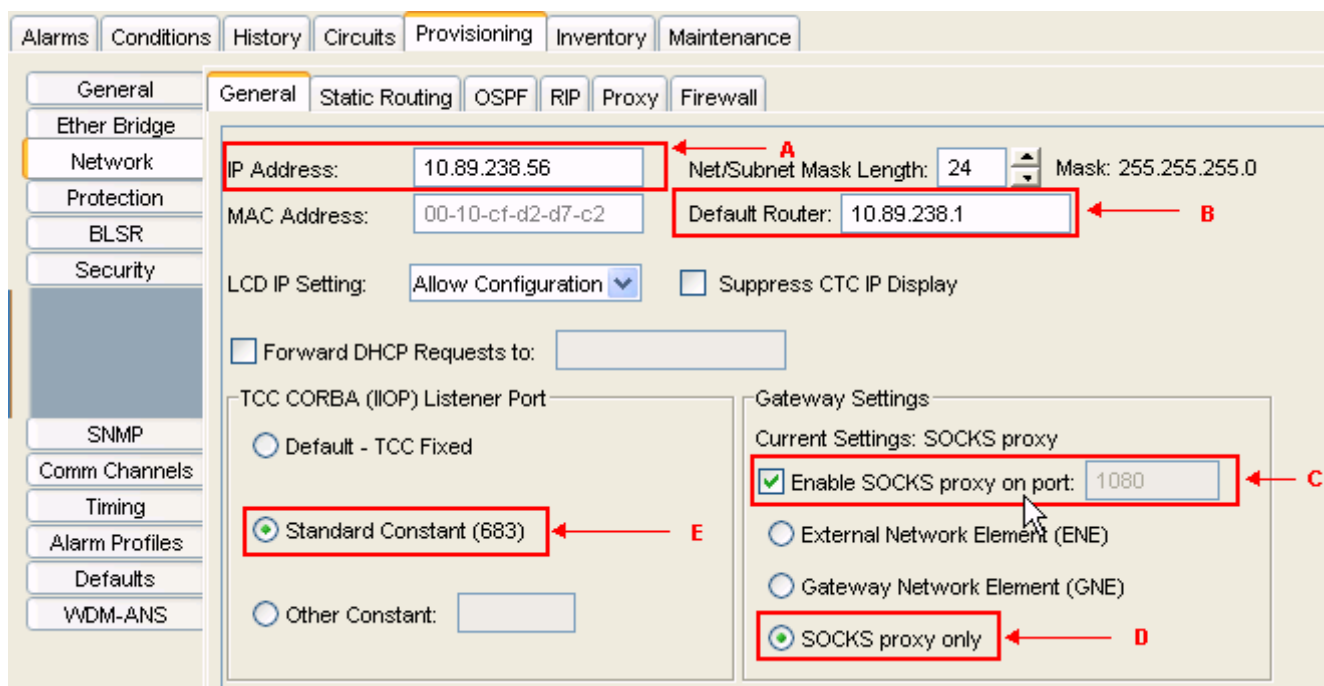 Alarms Conditions History Circuits Provisioning Inventory Maintenance
General
Ether Bridge
Network
Protection
BLSR
Security
SNMP
Comm Channels
Timing
Alarm Profiles
Defaults
WDM-ANS
General Static Routing OSPF RIP Proxy Firewall
IP Address: 10.89.238.56 A Net/Subnet Mask Length: 24 Mask: 255.255.255.0
MAC Address: 00-10-cf-d2-d7-c2 Default Router: 10.89.238.1 B
LCD IP Setting: Allow Configuration Suppress CTC IP Display
Forward DHCP Requests to:
TCC CORBA (IIOP) Listener Port
Default - TCC Fixed
Standard Constant (683) E
Other Constant:
Gateway Settings
Current Settings: SOCKS proxy
Enable SOCKS proxy on port: 1080 C
External Network Element (ENE)
Gateway Network Element (GNE)
SOCKS proxy only D